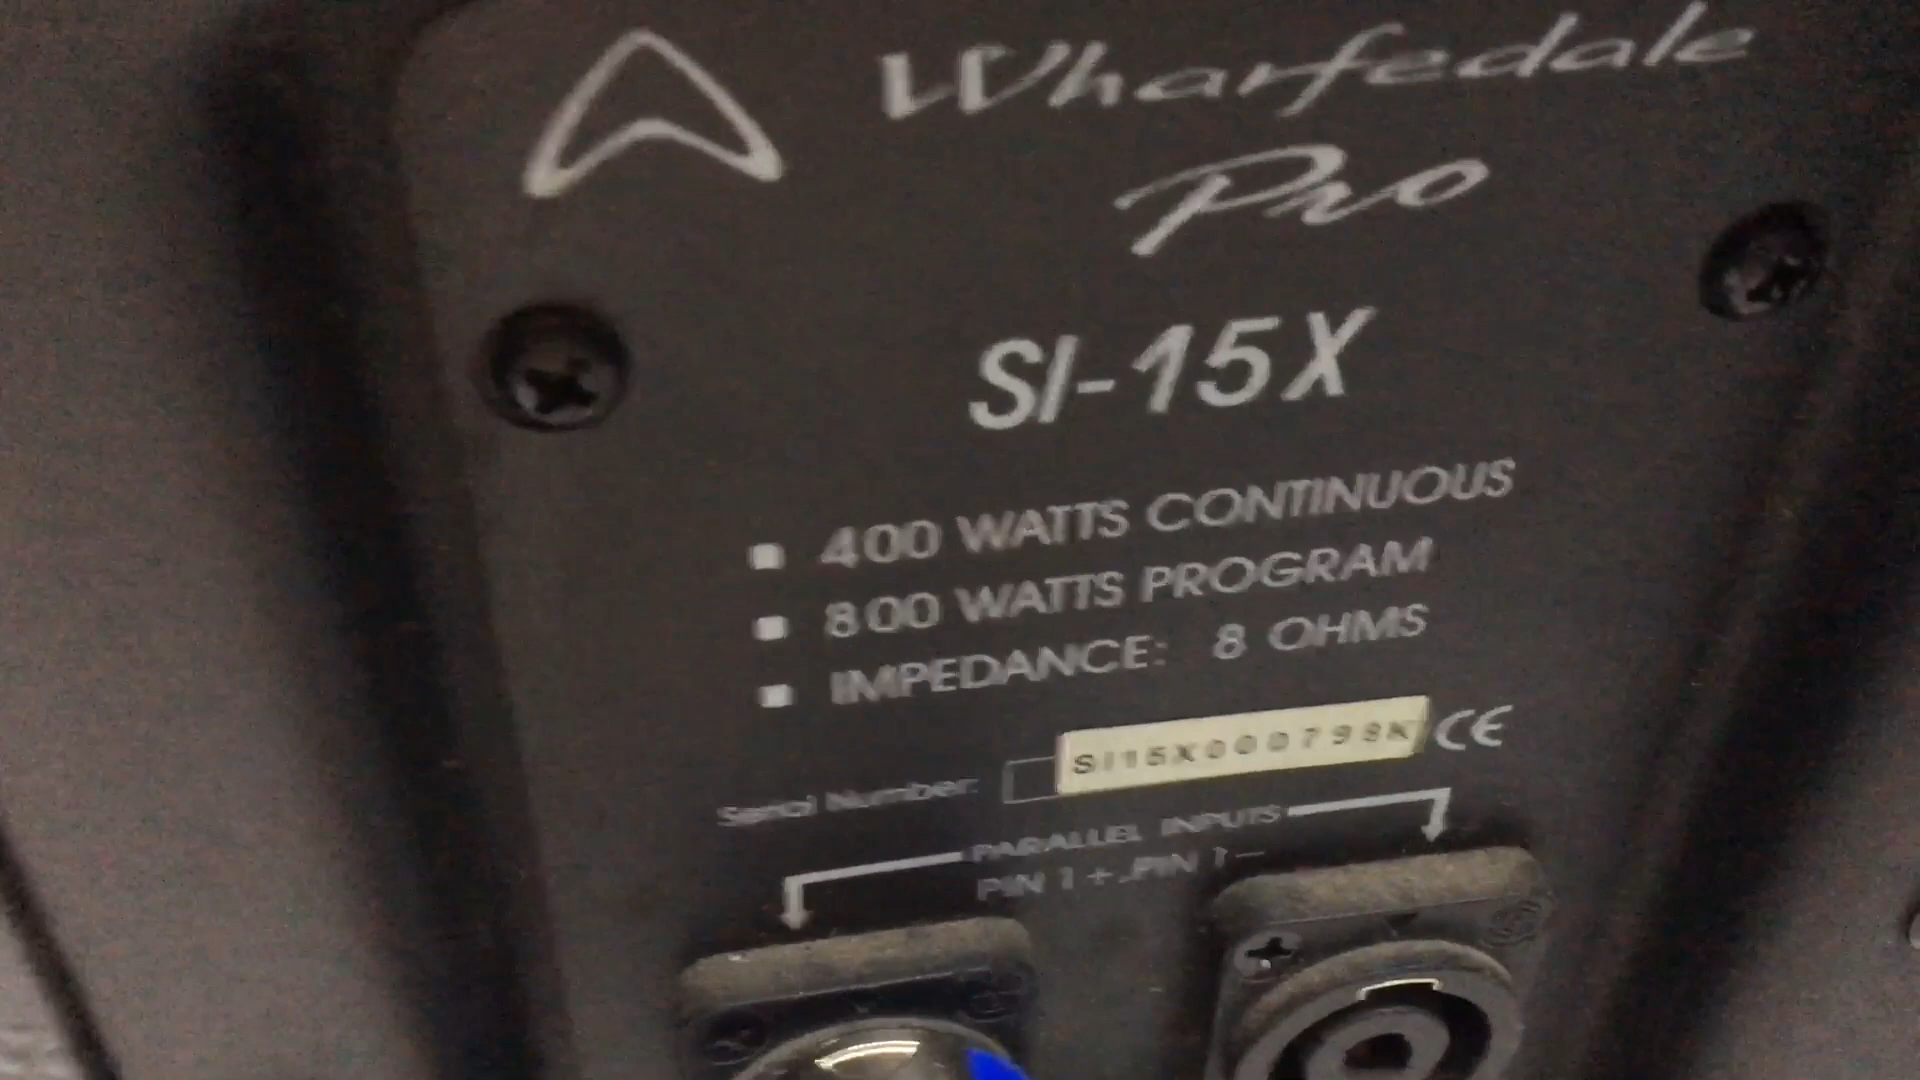 Wharfedale
Pro
SI-15X
400 WATTS CONTINUOUS
800 WATTS PROGRAM
IMPEDANCE: 8 OHMS
SI15X000798K CE
Serial Number:
PARALLEL INPUTS
PIN 1+ PIN 1-